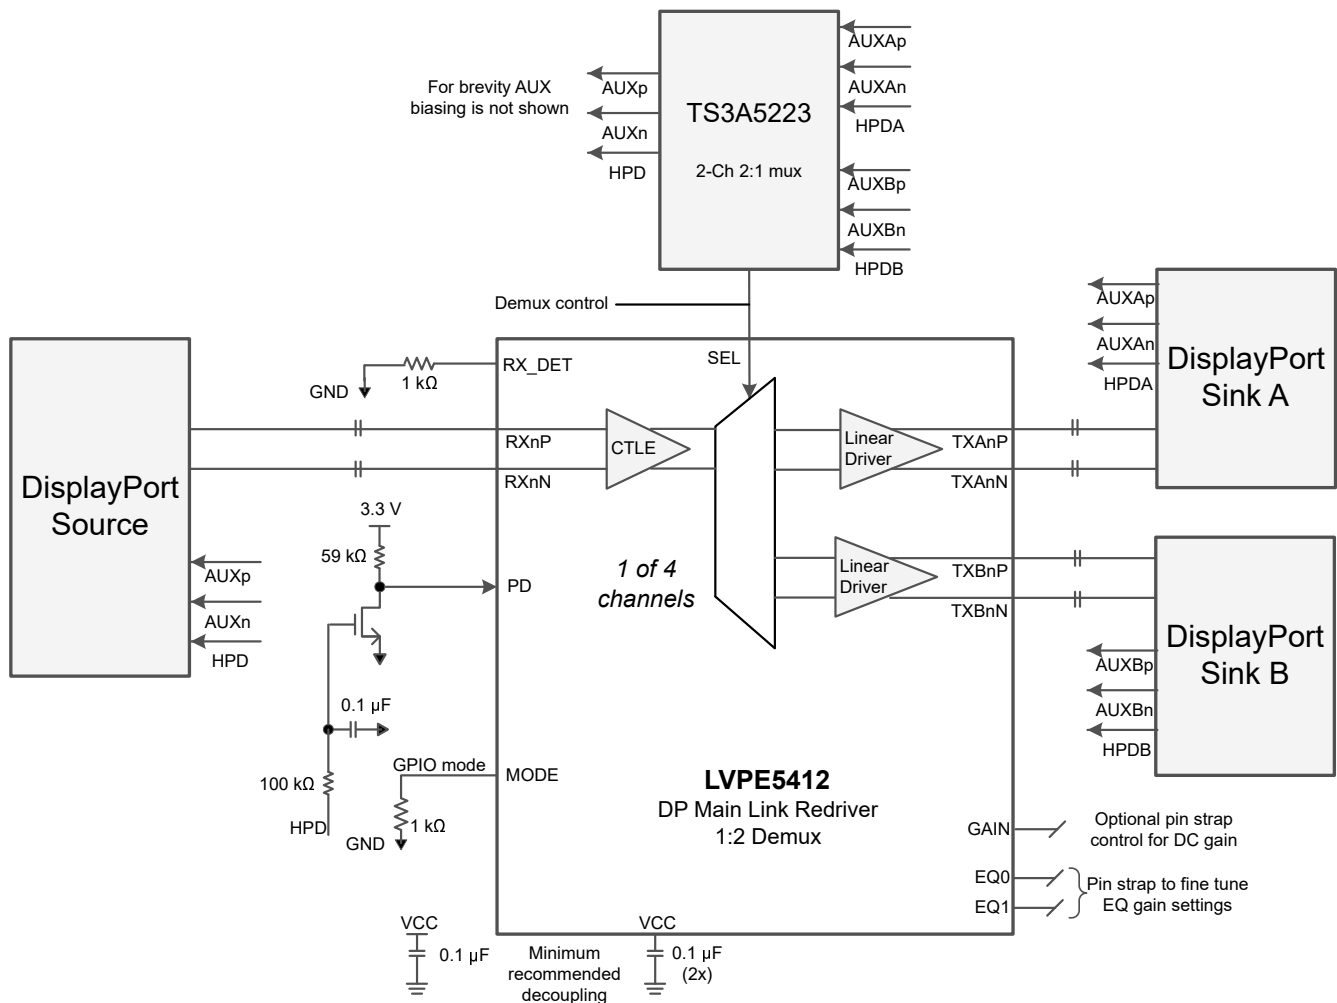 AUXAp
AUXAn
HPDA
For brevity AUX
biasing is not shown
AUXp
AUXn
HPD
TS3A5223
2-Ch 2:1 mux
AUXBp
AUXBn
HPDB
Demux control
SEL
RX_DET
1 kΩ
GND
AUXAp
AUXAn
HPDA
DisplayPort
Sink A
RXnP
RXnN
CTLE
Linear
Driver
TXAnP
TXAnN
DisplayPort
Source
3.3 V
59 kΩ
PD
1 of 4
channels
Linear
Driver
TXBnP
TXBnN
AUXp
AUXn
HPD
DisplayPort
Sink B
AUXBp
AUXBn
HPDB
0.1 µF
100 kΩ
HPD
GPIO mode
MODE
1 kΩ
GND
LVPE5412
DP Main Link Redriver
1:2 Demux
GAIN
Optional pin strap
control for DC gain
EQ0
EQ1
Pin strap to fine tune
EQ gain settings
VCC
0.1 µF
Minimum
recommended
decoupling
VCC
0.1 µF
(2x)